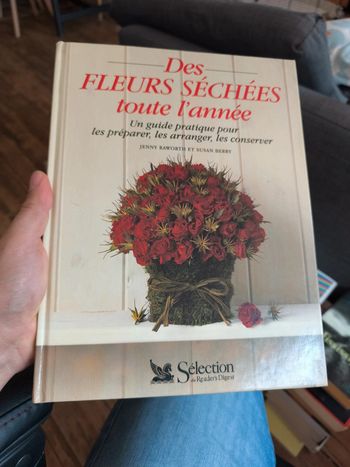 Des
FLEURS SÉCHÉES
toute l'année
Un guide pratique pour
les préparer, les arranger, les conserver
JENNY RAWORTH ET SUSAN BERRY
Sélection
du Reader's Digest